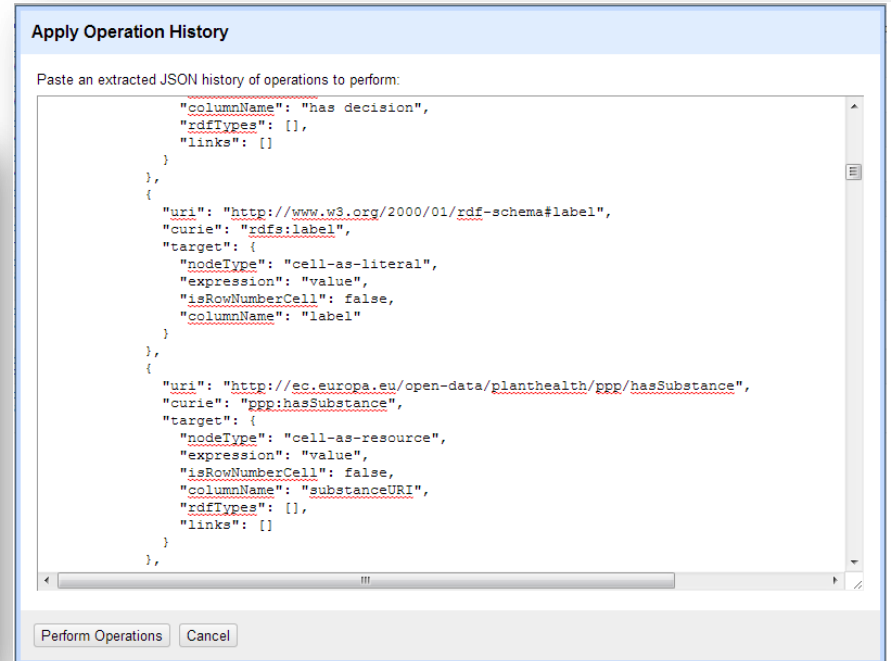 Apply Operation History
Paste an extracted JSON history of operations to perform:
"columnName": "has decision",
"rdfTypes": [],
"links": []
}
},
{
"uri": "http://www.w3.org/2000/01/rdf-schema#label",
"curie": "rdfs:label",
"target": {
"nodeType": "cell-as-literal",
"expression": "value",
"isRowNumberCell": false,
"columnName": "label"
}
},
{
"uri": "http://ec.europa.eu/open-data/planthealth/ppp/hasSubstance",
"curie": "ppp:hasSubstance",
"target": {
"nodeType": "cell-as-resource",
"expression": "value",
"isRowNumberCell": false,
"columnName": "substanceURI",
"rdfTypes": [],
"links": []
}
},
Perform Operations Cancel